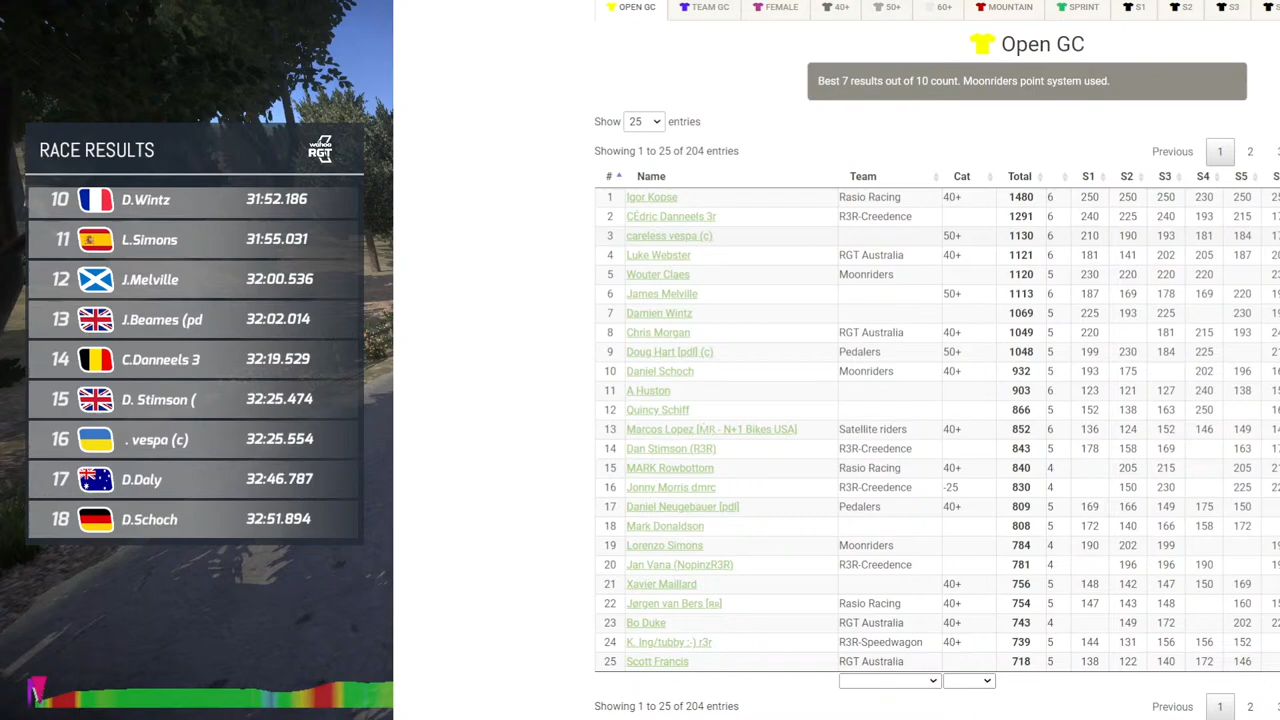 RACE RESULTS
wahoo
RGT
10 D.Wintz 31:52.186
11 L.Simons 31:55.031
12 J.Melville 32:00.536
13 J.Beames (pd 32:02.014
14 C.Danneels 3 32:19.529
15 D. Stimson ( 32:25.474
16 . vespa (c) 32:25.554
17 D.Daly 32:46.787
18 D.Schoch 32:51.894
OPEN GC TEAM GC FEMALE 40+ 50+ 60+ MOUNTAIN SPRINT S1 S2 S3
Open GC
Best 7 results out of 10 count. Moonriders point system used.
Show 25 entries
Showing 1 to 25 of 204 entries
Previous 1 2
# Name Team Cat Total S1 S2 S3 S4 S5
1 Igor Kopse Rasio Racing 40+ 1480 6 250 250 250 230 250
2 CÉdric Danneels 3r R3R-Creedence 1291 6 240 225 240 193 215
3 careless vespa (c) 50+ 1130 6 210 190 193 181 184
4 Luke Webster RGT Australia 1121 6 181 141 202 205 187
5 Wouter Claes Moonriders 1120 5 230 220 220 220
6 James Melville 50+ 1113 6 187 169 178 169 220
7 Damien Wintz 1069 5 225 193 225 230
8 Chris Morgan RGT Australia 40+ 1049 5 220 181 215 193
9 Doug Hart [pdl] (c) Pedalers 50+ 1048 5 199 230 184 225
10 Daniel Schoch Moonriders 40+ 932 5 193 175 202 196
11 A Huston 903 6 123 121 127 240 138
12 Quincy Schiff 866 5 152 138 163 250
13 Marcos Lopez [MR - N+1 Bikes USA] Satellite riders 40+ 852 6 136 124 152 146 149
14 Dan Stimson (R3R) R3R-Creedence 843 5 178 158 169 163
15 MARK Rowbottom Rasio Racing 40+ 840 4 205 215 205
16 Jonny Morris dmrc R3R-Creedence -25 830 4 150 230 225
17 Daniel Neugebauer [pdl] Pedalers 40+ 809 5 169 166 149 175 150
18 Mark Donaldson 808 5 172 140 166 158 172
19 Lorenzo Simons Moonriders 784 4 190 202 199
20 Jan Vana (NopinzR3R) R3R-Creedence 781 4 196 196 190
21 Xavier Maillard 40+ 756 5 148 142 147 150 169
22 Jørgen van Bers [RR] Rasio Racing 40+ 754 5 147 143 148 160
23 Bo Duke RGT Australia 40+ 743 4 149 172 202
24 K. Ing/tubby :-) r3r R3R-Speedwagon 40+ 739 5 144 131 156 156 152
25 Scott Francis RGT Australia 718 5 138 122 140 172 146
Showing 1 to 25 of 204 entries
Previous 1 2